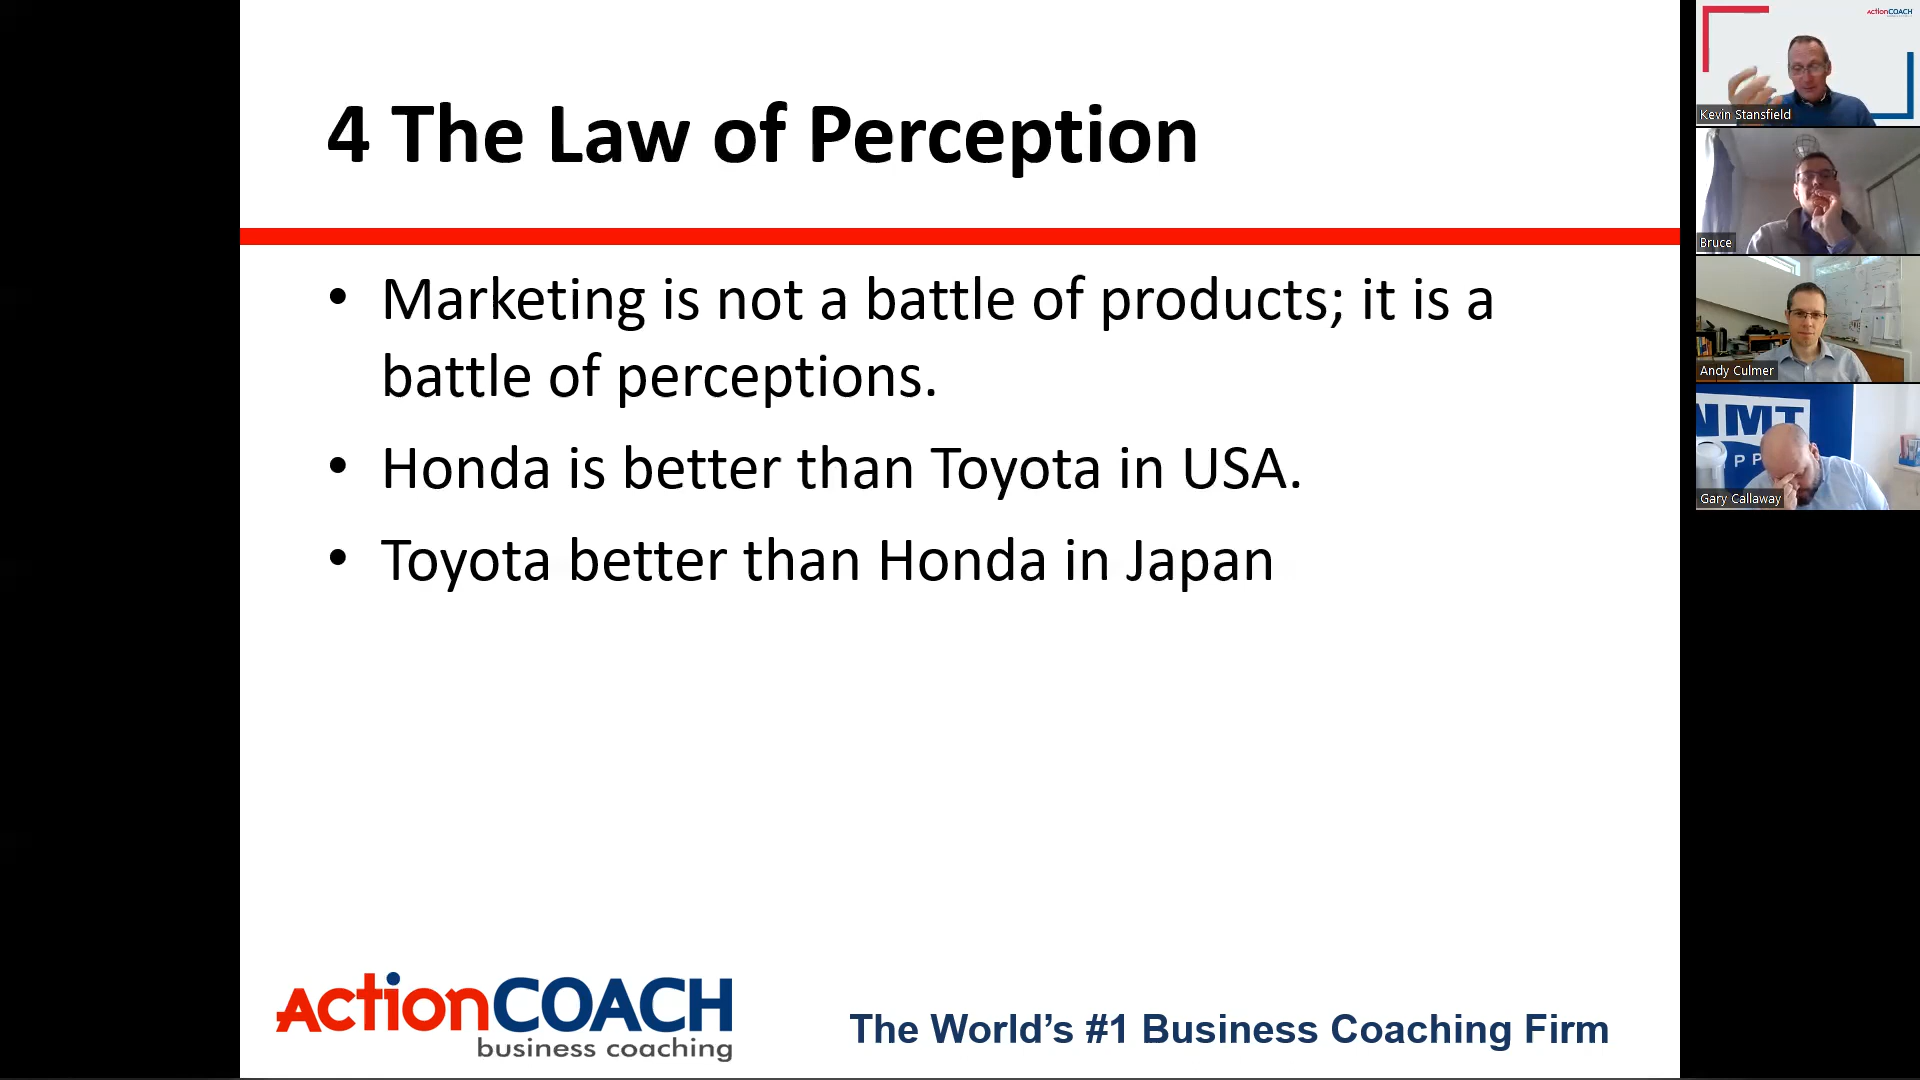 4 The Law of Perception
• Marketing is not a battle of products; it is a
battle of perceptions.
• Honda is better than Toyota in USA.
• Toyota better than Honda in Japan
ActionCOACH
business coaching
The World’s #1 Business Coaching Firm
ActionCOACH
Kevin Stansfield
Bruce
Andy Culmer
NMT
Gary Callaway